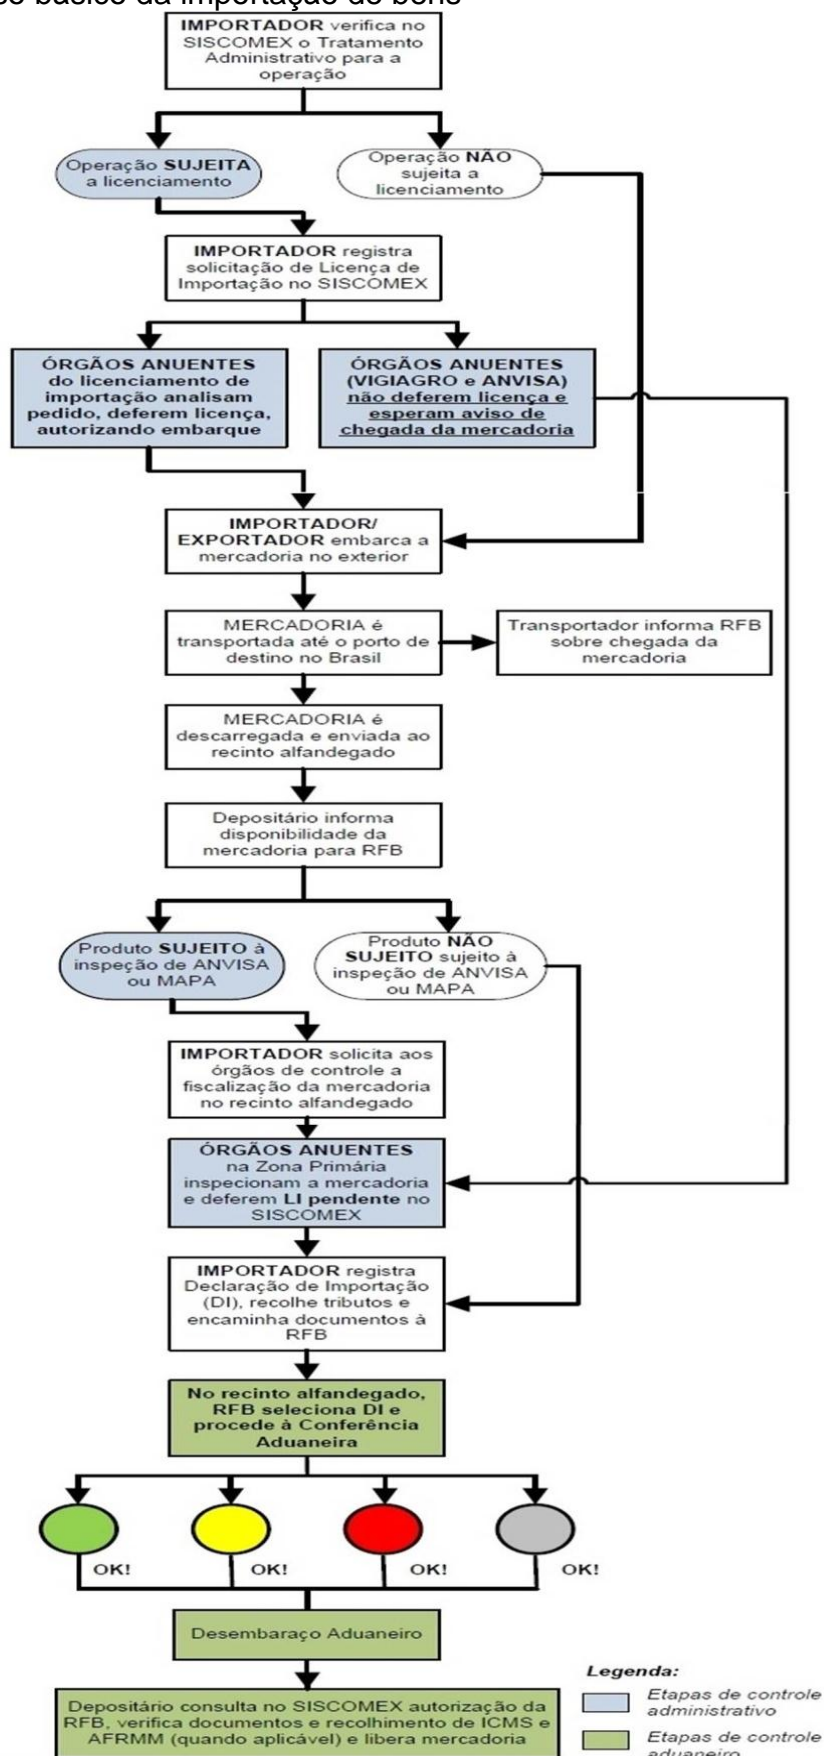 so básico da importação de bens
IMPORTADOR verifica no
SISCOMEX o Tratamento
Administrativo para a
operação
Operação SUJEITA
a licenciamento
Operação NÃO
sujeita a
licenciamento
IMPORTADOR registra
solicitação de Licença de
Importação no SISCOMEX
ÓRGÃOS ANUENTES
do licenciamento de
importação analisam
pedido, deferem licença,
autorizando embarque
ÓRGÃOS ANUENTES
(VIGIAGRO e ANVISA)
não deferem licença e
esperam aviso de
chegada da mercadoria
IMPORTADOR/
EXPORTADOR embarca a
mercadoria no exterior
MERCADORIA é
transportada até o porto de
destino no Brasil
Transportador informa RFB
sobre chegada da
mercadoria
MERCADORIA é
descarregada e enviada ao
recinto alfandegado
Depositário informa
disponibilidade da
mercadoria para RFB
Produto SUJEITO à
inspeção de ANVISA
ou MAPA
Produto NÃO
SUJEITO sujeito à
inspeção de ANVISA
ou MAPA
IMPORTADOR solicita aos
órgãos de controle a
fiscalização da mercadoria
no recinto alfandegado
ÓRGÃOS ANUENTES
na Zona Primária
inspecionam a mercadoria
e deferem LI pendente no
SISCOMEX
IMPORTADOR registra
Declaração de Importação
(DI), recolhe tributos e
encaminha documentos à
RFB
No recinto alfandegado,
RFB seleciona DI e
procede à Conferência
Aduaneira
OK!
OK!
OK!
OK!
Desembaraço Aduaneiro
Depositário consulta no SISCOMEX autorização da
RFB, verifica documentos e recolhimento de ICMS e
AFRMM (quando aplicável) e libera mercadoria
Legenda:
Etapas de controle
administrativo
Etapas de controle
aduaneiro